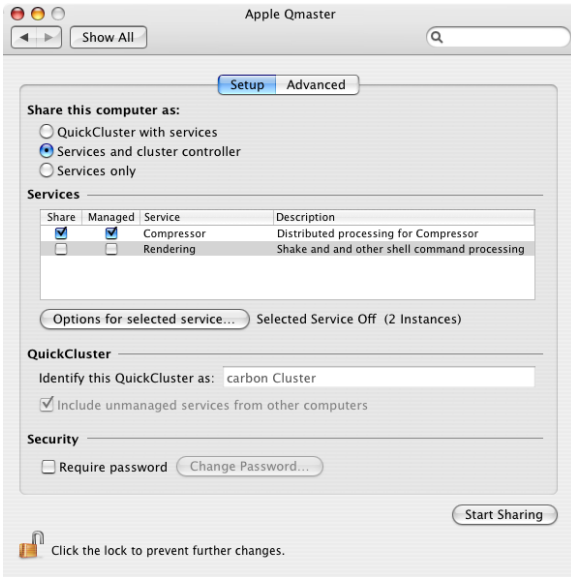 Apple Qmaster
Show All
Setup Advanced
Share this computer as:
QuickCluster with services
Services and cluster controller
Services only
Services
Share Managed Service Description
Compressor Distributed processing for Compressor
Rendering Shake and and other shell command processing
Options for selected service... Selected Service Off (2 Instances)
QuickCluster
Identify this QuickCluster as: carbon Cluster
Include unmanaged services from other computers
Security
Require password Change Password...
Start Sharing
Click the lock to prevent further changes.